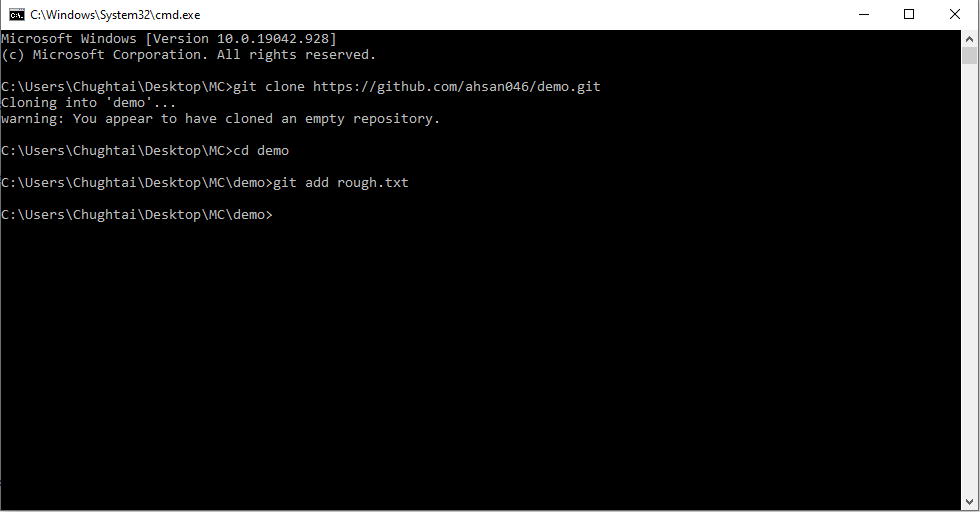 C:\Windows\System32\cmd.exe
Microsoft Windows [Version 10.0.19042.928]
(c) Microsoft Corporation. All rights reserved.
C:\Users\Chughtai\Desktop\MC>git clone https://github.com/ahsan046/demo.git
Cloning into 'demo'...
warning: You appear to have cloned an empty repository.
C:\Users\Chughtai\Desktop\MC>cd demo
C:\Users\Chughtai\Desktop\MC\demo>git add rough.txt
C:\Users\Chughtai\Desktop\MC\demo>